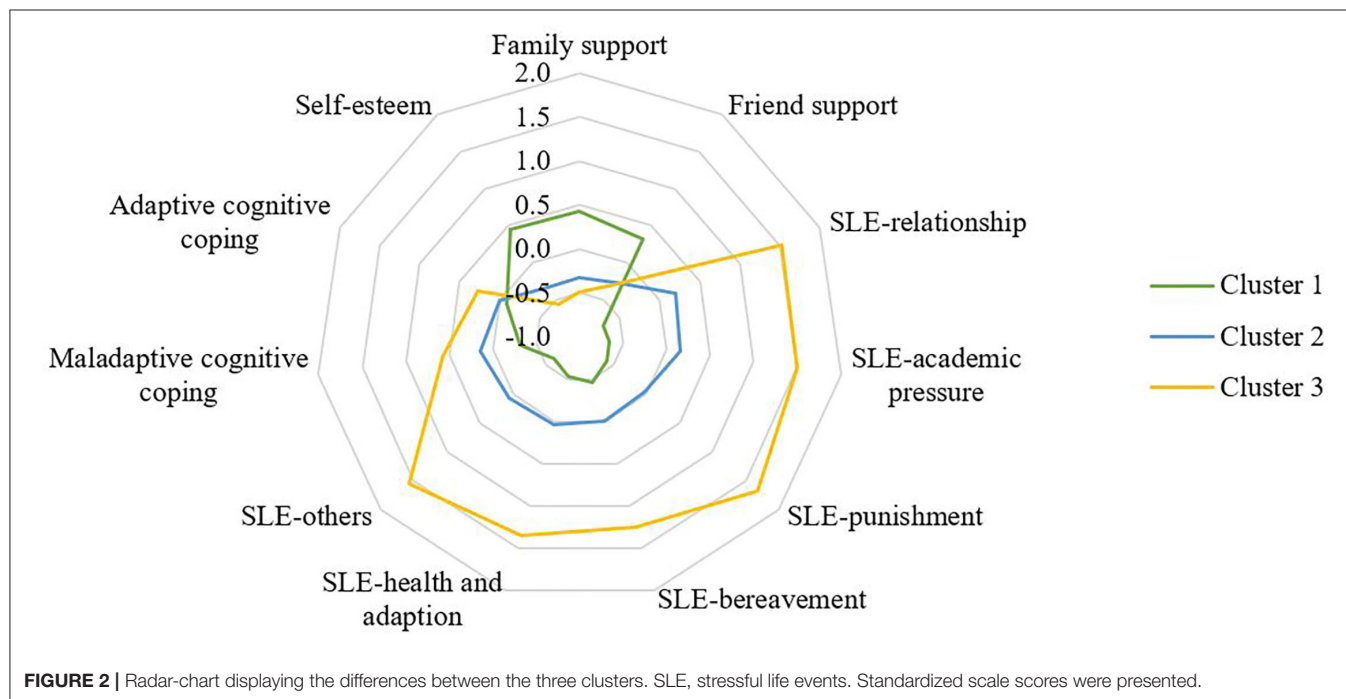 Family support
2.0
1.5
1.0
0.5
0.0
-0.5
-1.0
Friend support
SLE-relationship
SLE-academic
pressure
SLE-punishment
SLE-bereavement
SLE-health and
adaption
SLE-others
Maladaptive cognitive
coping
Adaptive cognitive
coping
Self-esteem
Cluster 1
Cluster 2
Cluster 3
FIGURE 2 | Radar-chart displaying the differences between the three clusters. SLE, stressful life events. Standardized scale scores were presented.